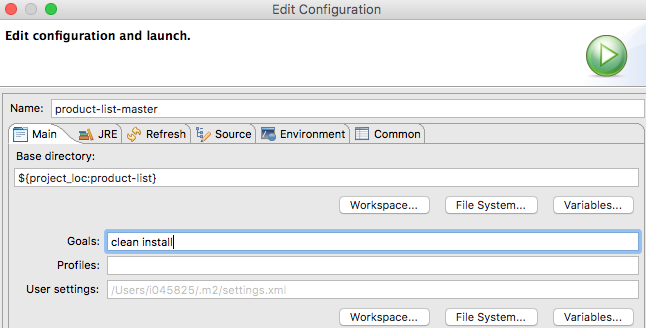 Edit Configuration
Edit configuration and launch.
Name: product-list-master
Main JRE Refresh Source Environment Common
Base directory:
${project_loc:product-list}
Workspace... File System... Variables...
Goals: clean install
Profiles:
User settings: /Users/i045825/.m2/settings.xml
Workspace... File System... Variables...